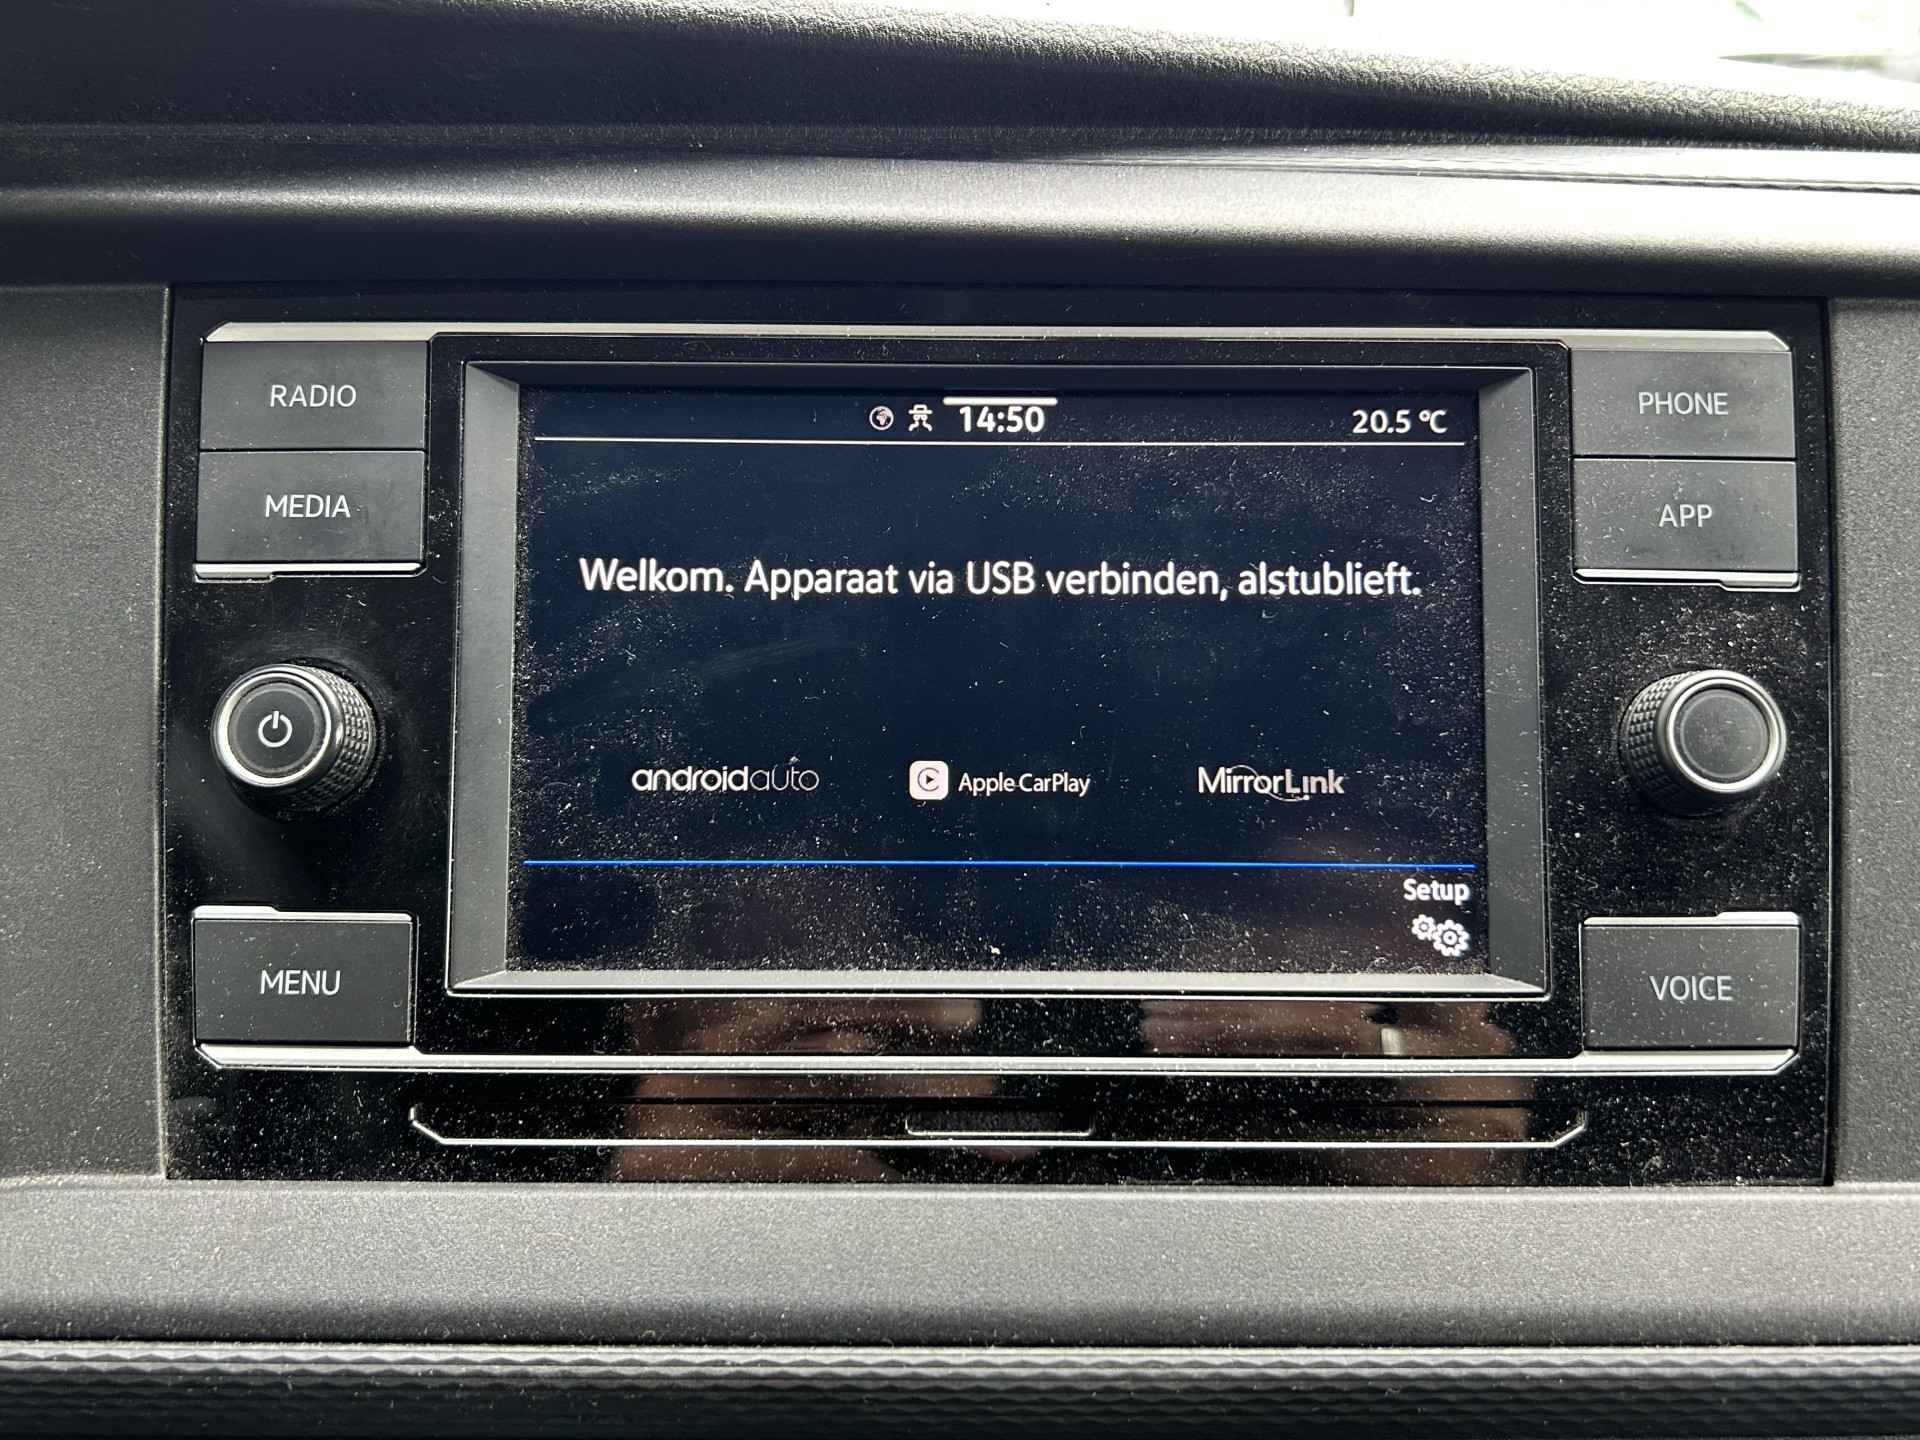 RADIO
MEDIA
MENU
14:50
20.5 °C
Welkom. Apparaat via USB verbinden, alstublieft.
androidauto
Apple CarPlay
MirrorLink
Setup
PHONE
APP
VOICE